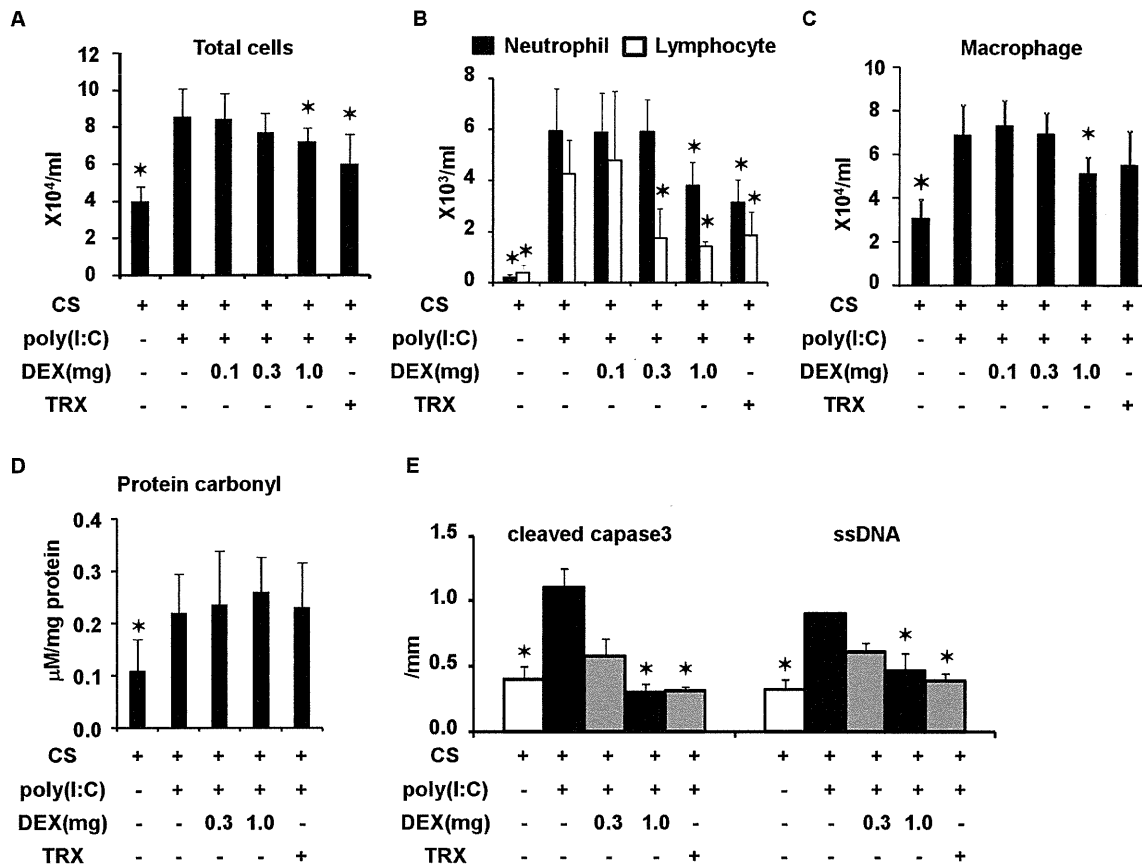 A
Total cells
12
10
8
6
4
2
0
X10⁴/ml
* * *
CS + + + + + +
poly(I:C) - + + + + +
DEX(mg) - - 0.1 0.3 1.0 -
TRX - - - - - +
B
Neutrophil Lymphocyte
8
6
4
2
0
X10³/ml
* * * * * * *
CS + + + + + +
poly(I:C) - + + + + +
DEX(mg) - - 0.1 0.3 1.0 -
TRX - - - - - +
C
Macrophage
10
8
6
4
2
0
X10⁴/ml
* *
CS + + + + + +
poly(I:C) - + + + + +
DEX(mg) - - 0.1 0.3 1.0 -
TRX - - - - - +
D
Protein carbonyl
0.4
0.3
0.2
0.1
0.0
μM/mg protein
*
CS + + + + +
poly(I:C) - + + + +
DEX(mg) - - 0.3 1.0 -
TRX - - - - +
E
cleaved capase3 ssDNA
1.5
1.0
0.5
0.0
/mm
* * * * * *
CS + + + + + + + + + +
poly(I:C) - + + + + - + + + +
DEX(mg) - - 0.3 1.0 - - - 0.3 1.0 -
TRX - - - - + - - - - +